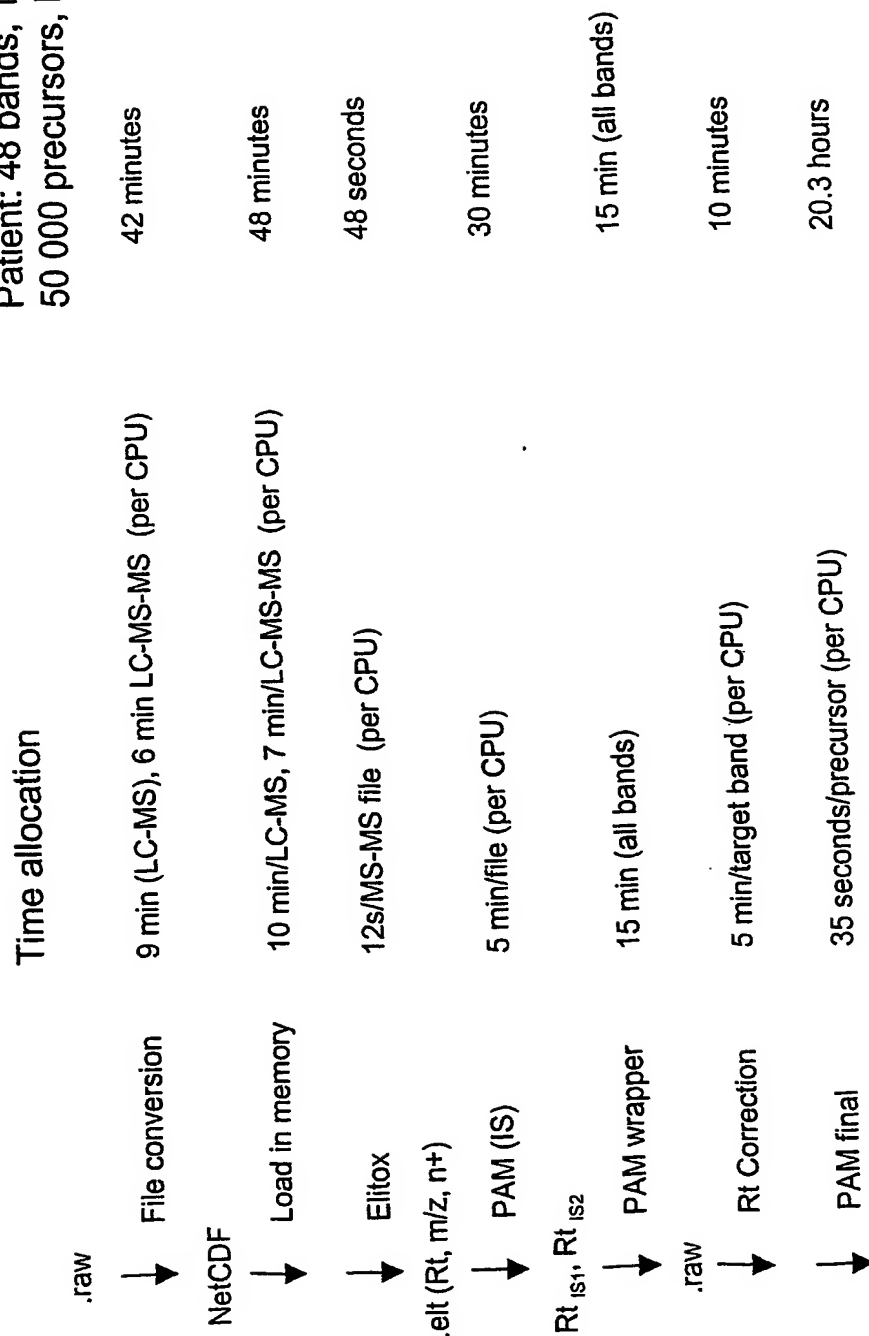 Time allocation
Patient: 48 bands,
50 000 precursors,
.raw
File conversion
9 min (LC-MS), 6 min LC-MS-MS (per CPU)
42 minutes
NetCDF
Load in memory
10 min/LC-MS, 7 min/LC-MS-MS (per CPU)
48 minutes
Elitox
12s/MS-MS file (per CPU)
48 seconds
.elt (Rt, m/z, n+)
PAM (IS)
5 min/file (per CPU)
30 minutes
Rt IS1, Rt IS2
PAM wrapper
15 min (all bands)
15 min (all bands)
.raw
Rt Correction
5 min/target band (per CPU)
10 minutes
PAM final
35 seconds/precursor (per CPU)
20.3 hours